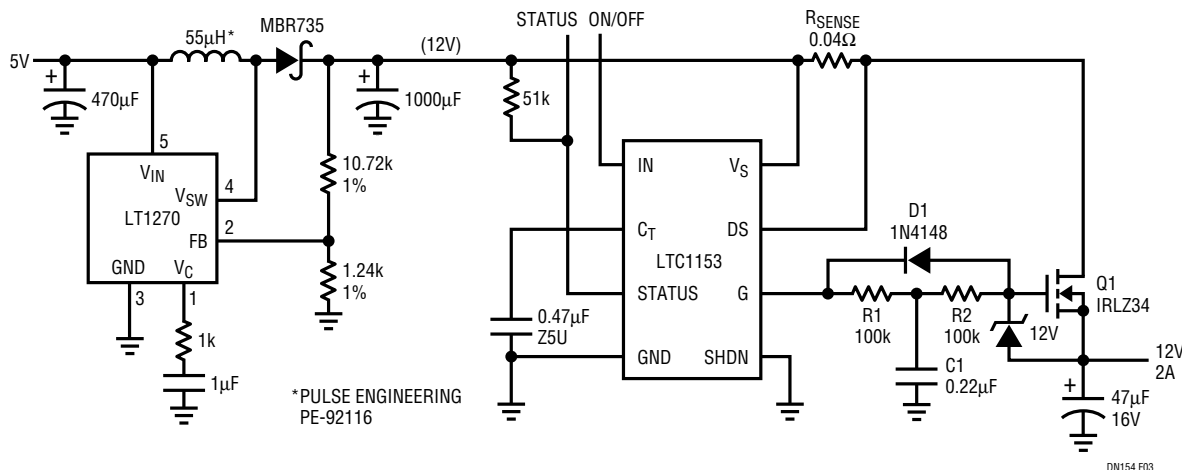 STATUS ON/OFF
RSENSE
0.04Ω
MBR735
55µH*
(12V)
5V
+
470µF
+
1000µF
51k
5
VIN
VSW
4
LT1270
2
FB
GND
VC
3
1
10.72k
1%
1.24k
1%
1k
1µF
*PULSE ENGINEERING
PE-92116
IN
VS
CT
DS
LTC1153
STATUS
G
GND
SHDN
0.47µF
Z5U
D1
1N4148
R1
100k
R2
100k
C1
0.22µF
12V
Q1
IRLZ34
12V
2A
+
47µF
16V
DN154 F03